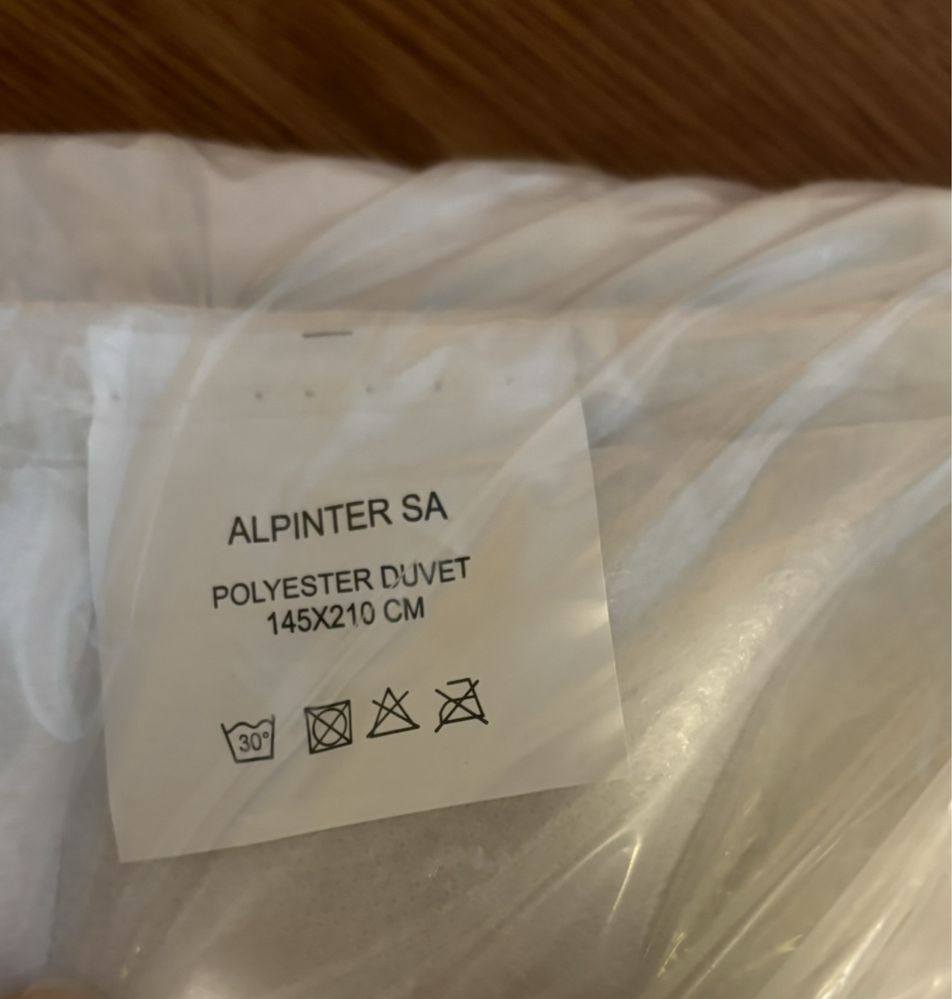 ALPINTER SA
POLYESTER DUVET
145X210 CM
30°